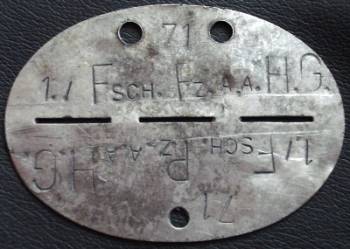 71
1./ FSCH. PZ. A.A. H.G.
1./FSCH. PZ. A.A.
H.G
71